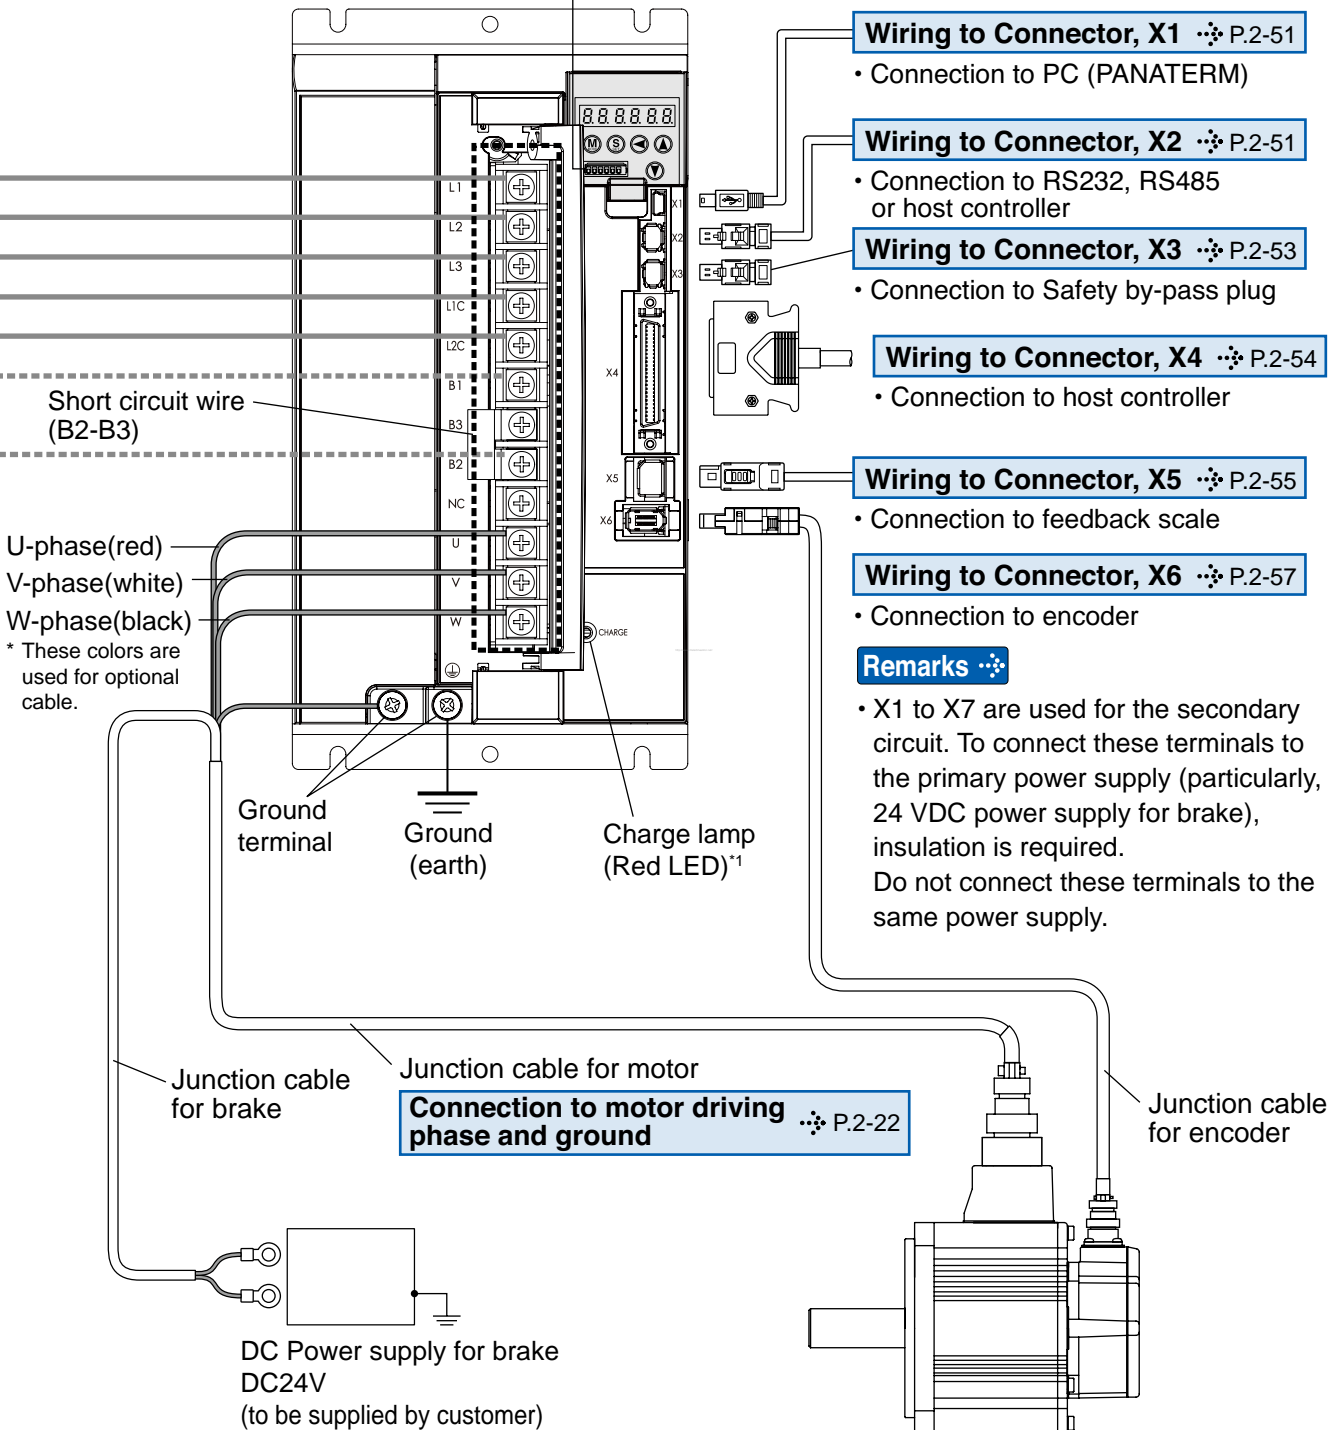 Wiring to Connector, X1 P.2-51
・Connection to PC (PANATERM)
8.8.8.8.8.8.
M S
Wiring to Connector, X2 P.2-51
・Connection to RS232, RS485
or host controller
Wiring to Connector, X3 P.2-53
・Connection to Safety by-pass plug
Wiring to Connector, X4 P.2-54
・Connection to host controller
Wiring to Connector, X5 P.2-55
・Connection to feedback scale
Wiring to Connector, X6 P.2-57
・Connection to encoder
Remarks
・X1 to X7 are used for the secondary
circuit. To connect these terminals to
the primary power supply (particularly,
24 VDC power supply for brake),
insulation is required.
Do not connect these terminals to the
same power supply.
L1
L2
L3
L1C
L2C
B1
B3
B2
NC
U
V
W
X1
X2
X3
X4
X5
X6
CHARGE
Short circuit wire
(B2-B3)
U-phase(red)
V-phase(white)
W-phase(black)
* These colors are
used for optional
cable.
Ground
terminal
Ground
(earth)
Charge lamp
(Red LED)*1
Junction cable
for brake
Junction cable for motor
Connection to motor driving
phase and ground P.2-22
Junction cable
for encoder
DC Power supply for brake
DC24V
(to be supplied by customer)